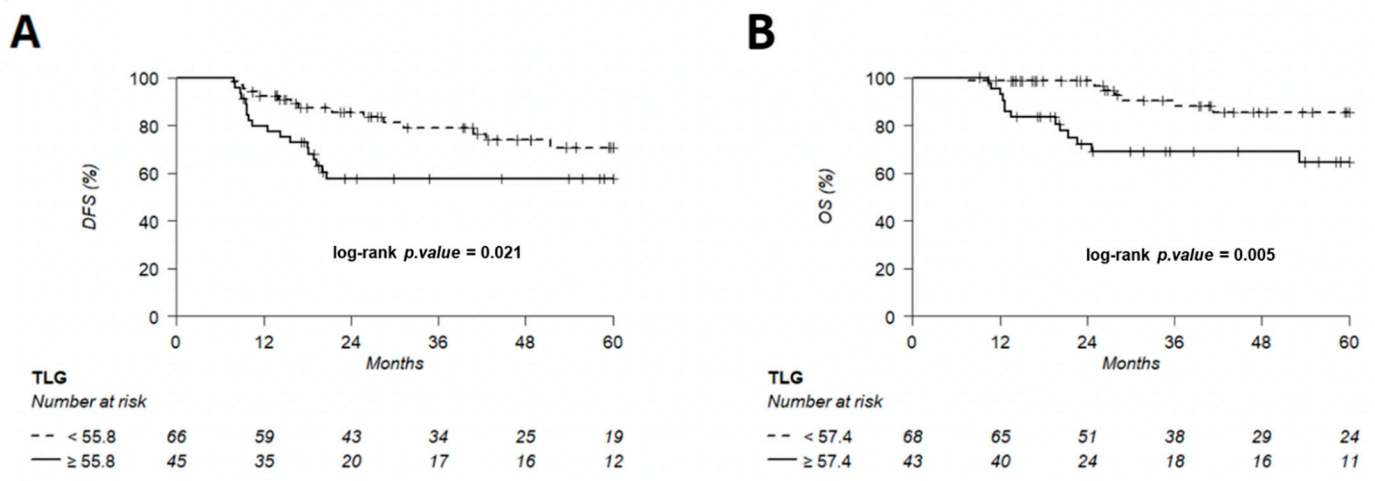 A
100
80
60
40
20
0
DFS (%)
log-rank p.value = 0.021
0 12 24 36 48 60
Months
TLG
Number at risk
< 55.8 66 59 43 34 25 19
≥ 55.8 45 35 20 17 16 12
B
100
80
60
40
20
0
OS (%)
log-rank p.value = 0.005
0 12 24 36 48 60
Months
TLG
Number at risk
< 57.4 68 65 51 38 29 24
≥ 57.4 43 40 24 18 16 11